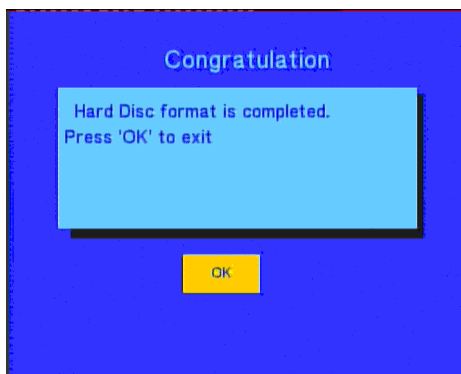 Congratulation
Hard Disc format is completed.
Press 'OK' to exit
OK